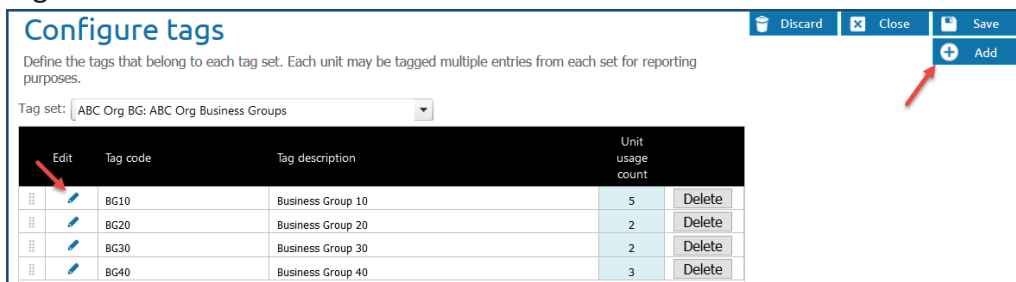 Configure tags
Discard
Close
Save
Add
Define the tags that belong to each tag set. Each unit may be tagged multiple entries from each set for reporting
purposes.
Tag set: ABC Org BG: ABC Org Business Groups
Edit Tag code Tag description Unit
usage
count
BG10 Business Group 10 5 Delete
BG20 Business Group 20 2 Delete
BG30 Business Group 30 2 Delete
BG40 Business Group 40 3 Delete